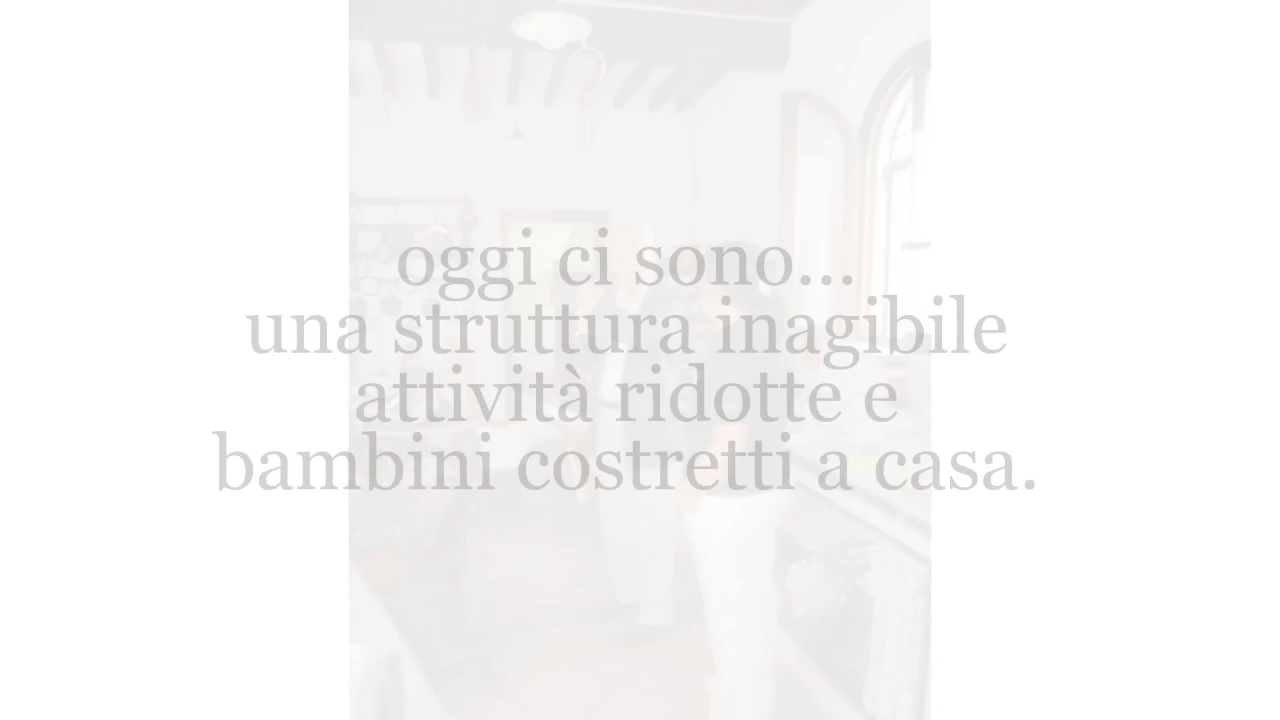 oggi ci sono...
una struttura inagibile
attività ridotte e
bambini costretti a casa.